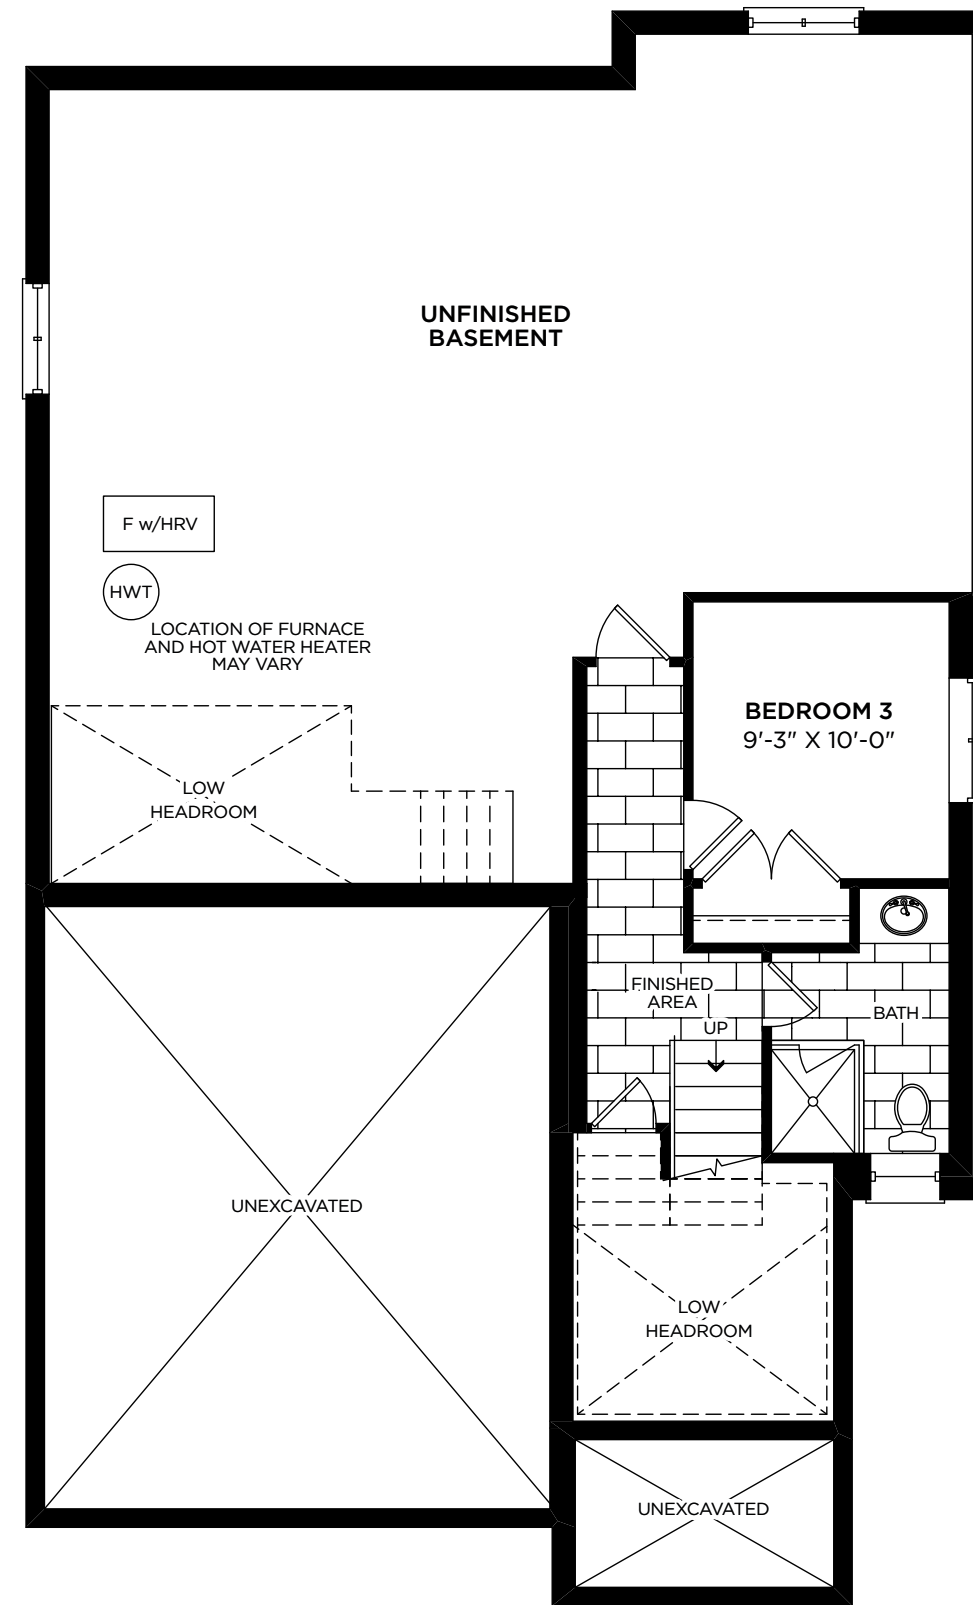 UNFINISHED
BASEMENT
F w/HRV
HWT
LOCATION OF FURNACE
AND HOT WATER HEATER
MAY VARY
BEDROOM 3
9'-3" X 10'-0"
LOW
HEADROOM
FINISHED
AREA
UP
BATH
UNEXCAVATED
LOW
HEADROOM
UNEXCAVATED